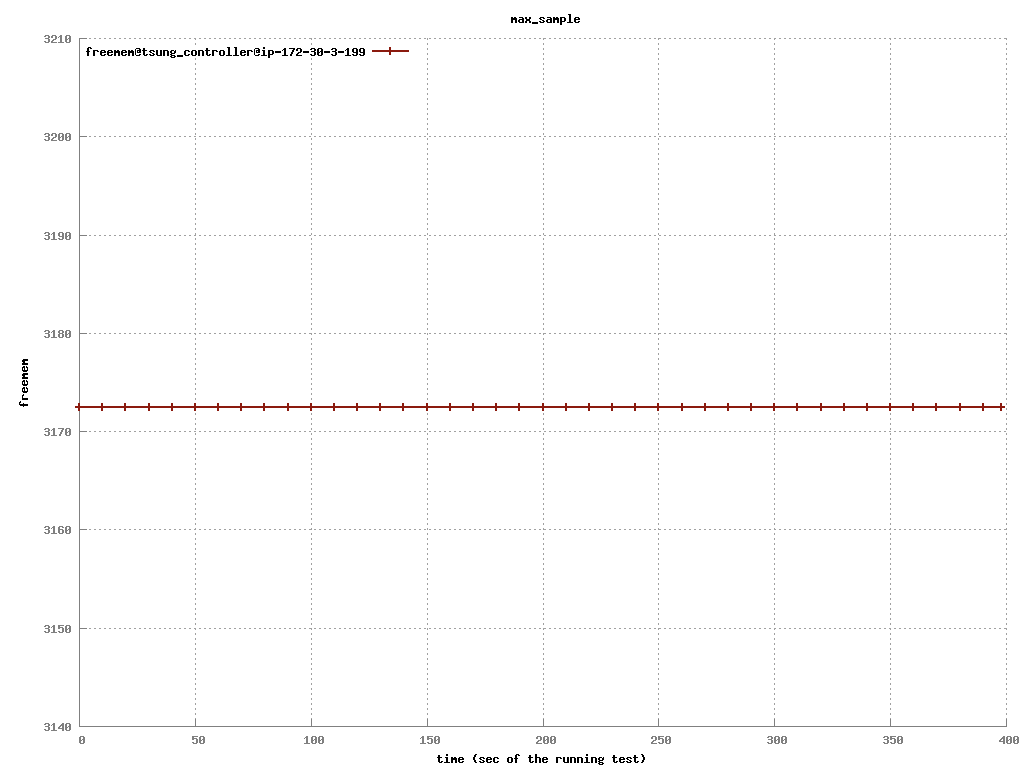 max_sample
freemem@tsung_controller@ip-172-30-3-199
3210
3200
3190
3180
3170
3160
3150
3140
freemem
0 50 100 150 200 250 300 350 400
time (sec of the running test)